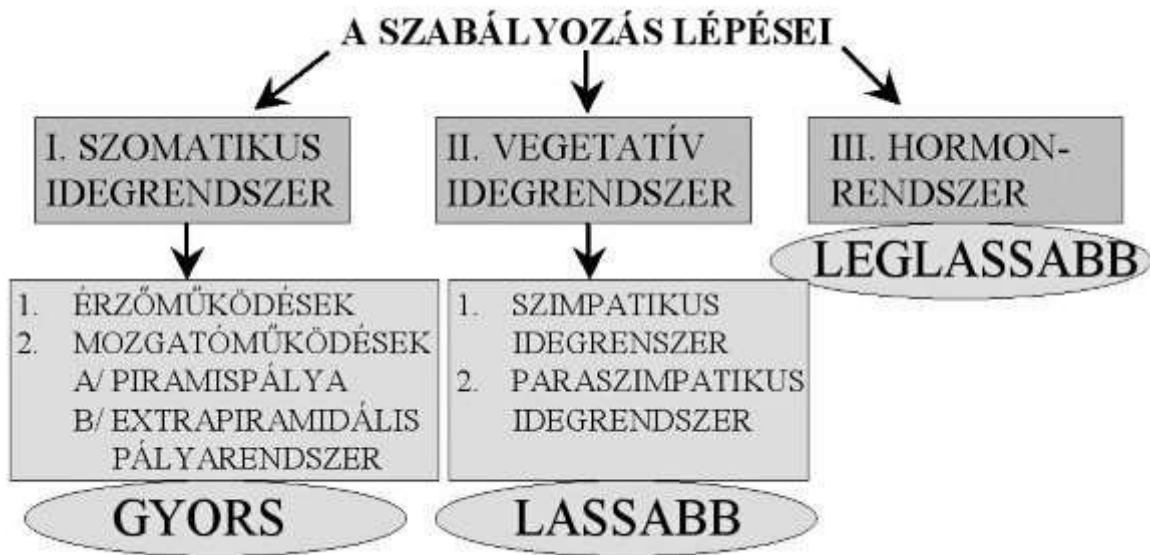 A SZABÁLYOZÁS LÉPÉSEI
I. SZOMATIKUS
IDEGRENDSZER
1. ÉRZŐMŰKÖDÉSEK
2. MOZGATÓMŰKÖDÉSEK
A/ PIRAMISPÁLYA
B/ EXTRAPIRAMIDÁLIS
PÁLYARENDSZER
GYORS
II. VEGETATÍV
IDEGRENDSZER
1. SZIMPATIKUS
IDEGRENSZER
2. PARASZIMPATIKUS
IDEGRENDSZER
LASSABB
III. HORMON-
RENDSZER
LEGLASSABB